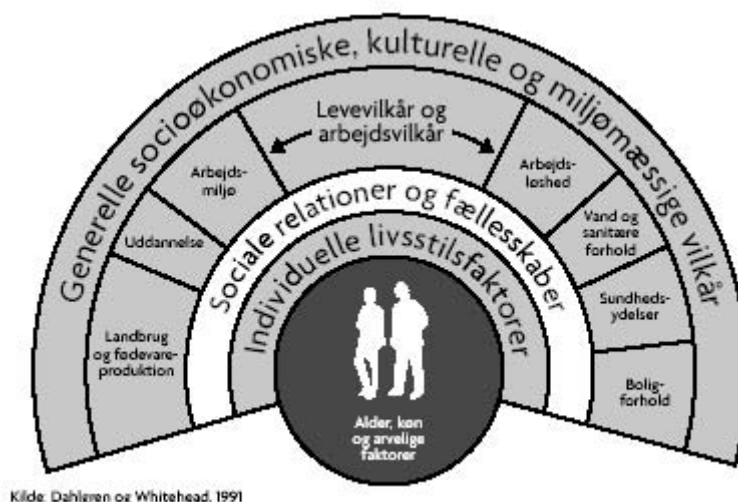 Generelle socioøkonomiske, kulturelle og miljømæssige vilkår
Levevilkår og
arbejdsvilkår
Arbejds-
miljø
Uddannelse
Landbrug
og fødevare-
produktion
Arbejds-
løshed
Vand og
sanitære
forhold
Sundheds-
ydelser
Bolig-
forhold
Sociale relationer og fællesskaber
Individuelle livsstilsfaktorer
Alder, køn
og arvelige
faktorer
Kilde: Dahlgren og Whitehead, 1991